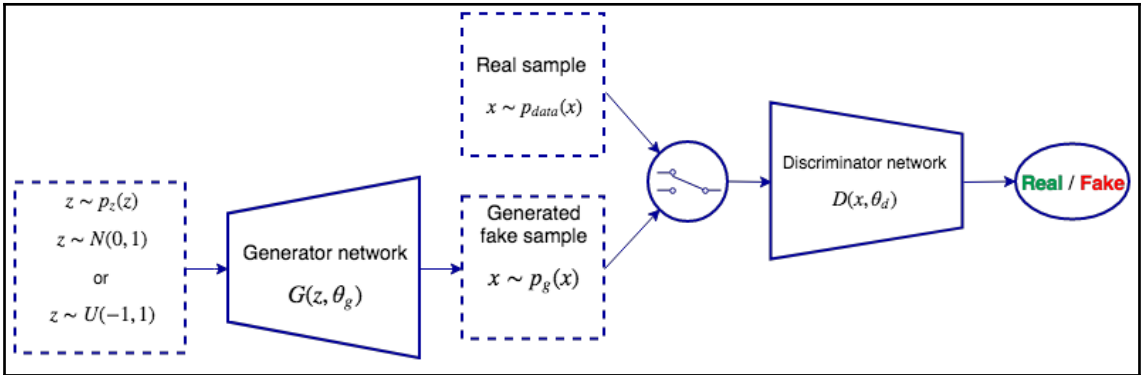 z ~ p_z(z)
z ~ N(0, 1)
or
z ~ U(−1, 1)
Generator network
G(z, θ_g)
Real sample
x ~ p_data(x)
Generated
fake sample
x ~ p_g(x)
Discriminator network
D(x, θ_d)
Real / Fake